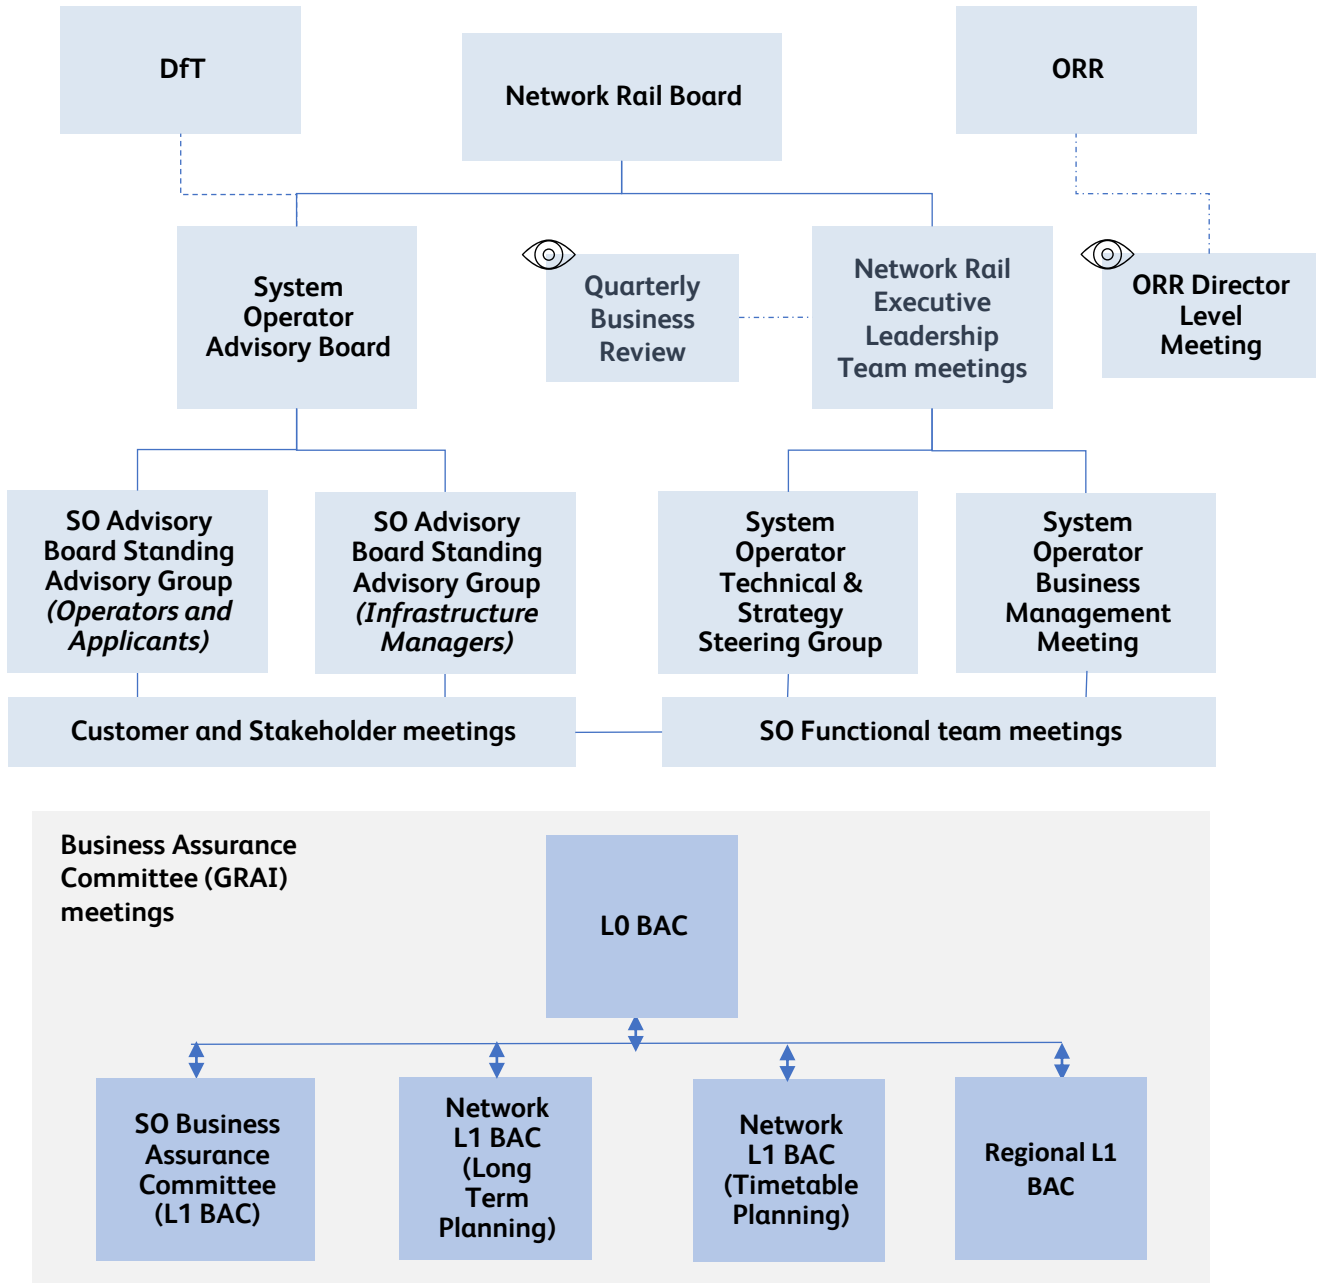 DfT
Network Rail Board
ORR
System
Operator
Advisory Board
Quarterly
Business
Review
Network Rail
Executive
Leadership
Team meetings
ORR Director
Level
Meeting
SO Advisory
Board Standing
Advisory Group
(Operators and
Applicants)
SO Advisory
Board Standing
Advisory Group
(Infrastructure
Managers)
System
Operator
Technical &
Strategy
Steering Group
System
Operator
Business
Management
Meeting
Customer and Stakeholder meetings
SO Functional team meetings
Business Assurance
Committee (GRAI)
meetings
L0 BAC
SO Business
Assurance
Committee
(L1 BAC)
Network
L1 BAC
(Long
Term
Planning)
Network
L1 BAC
(Timetable
Planning)
Regional L1
BAC